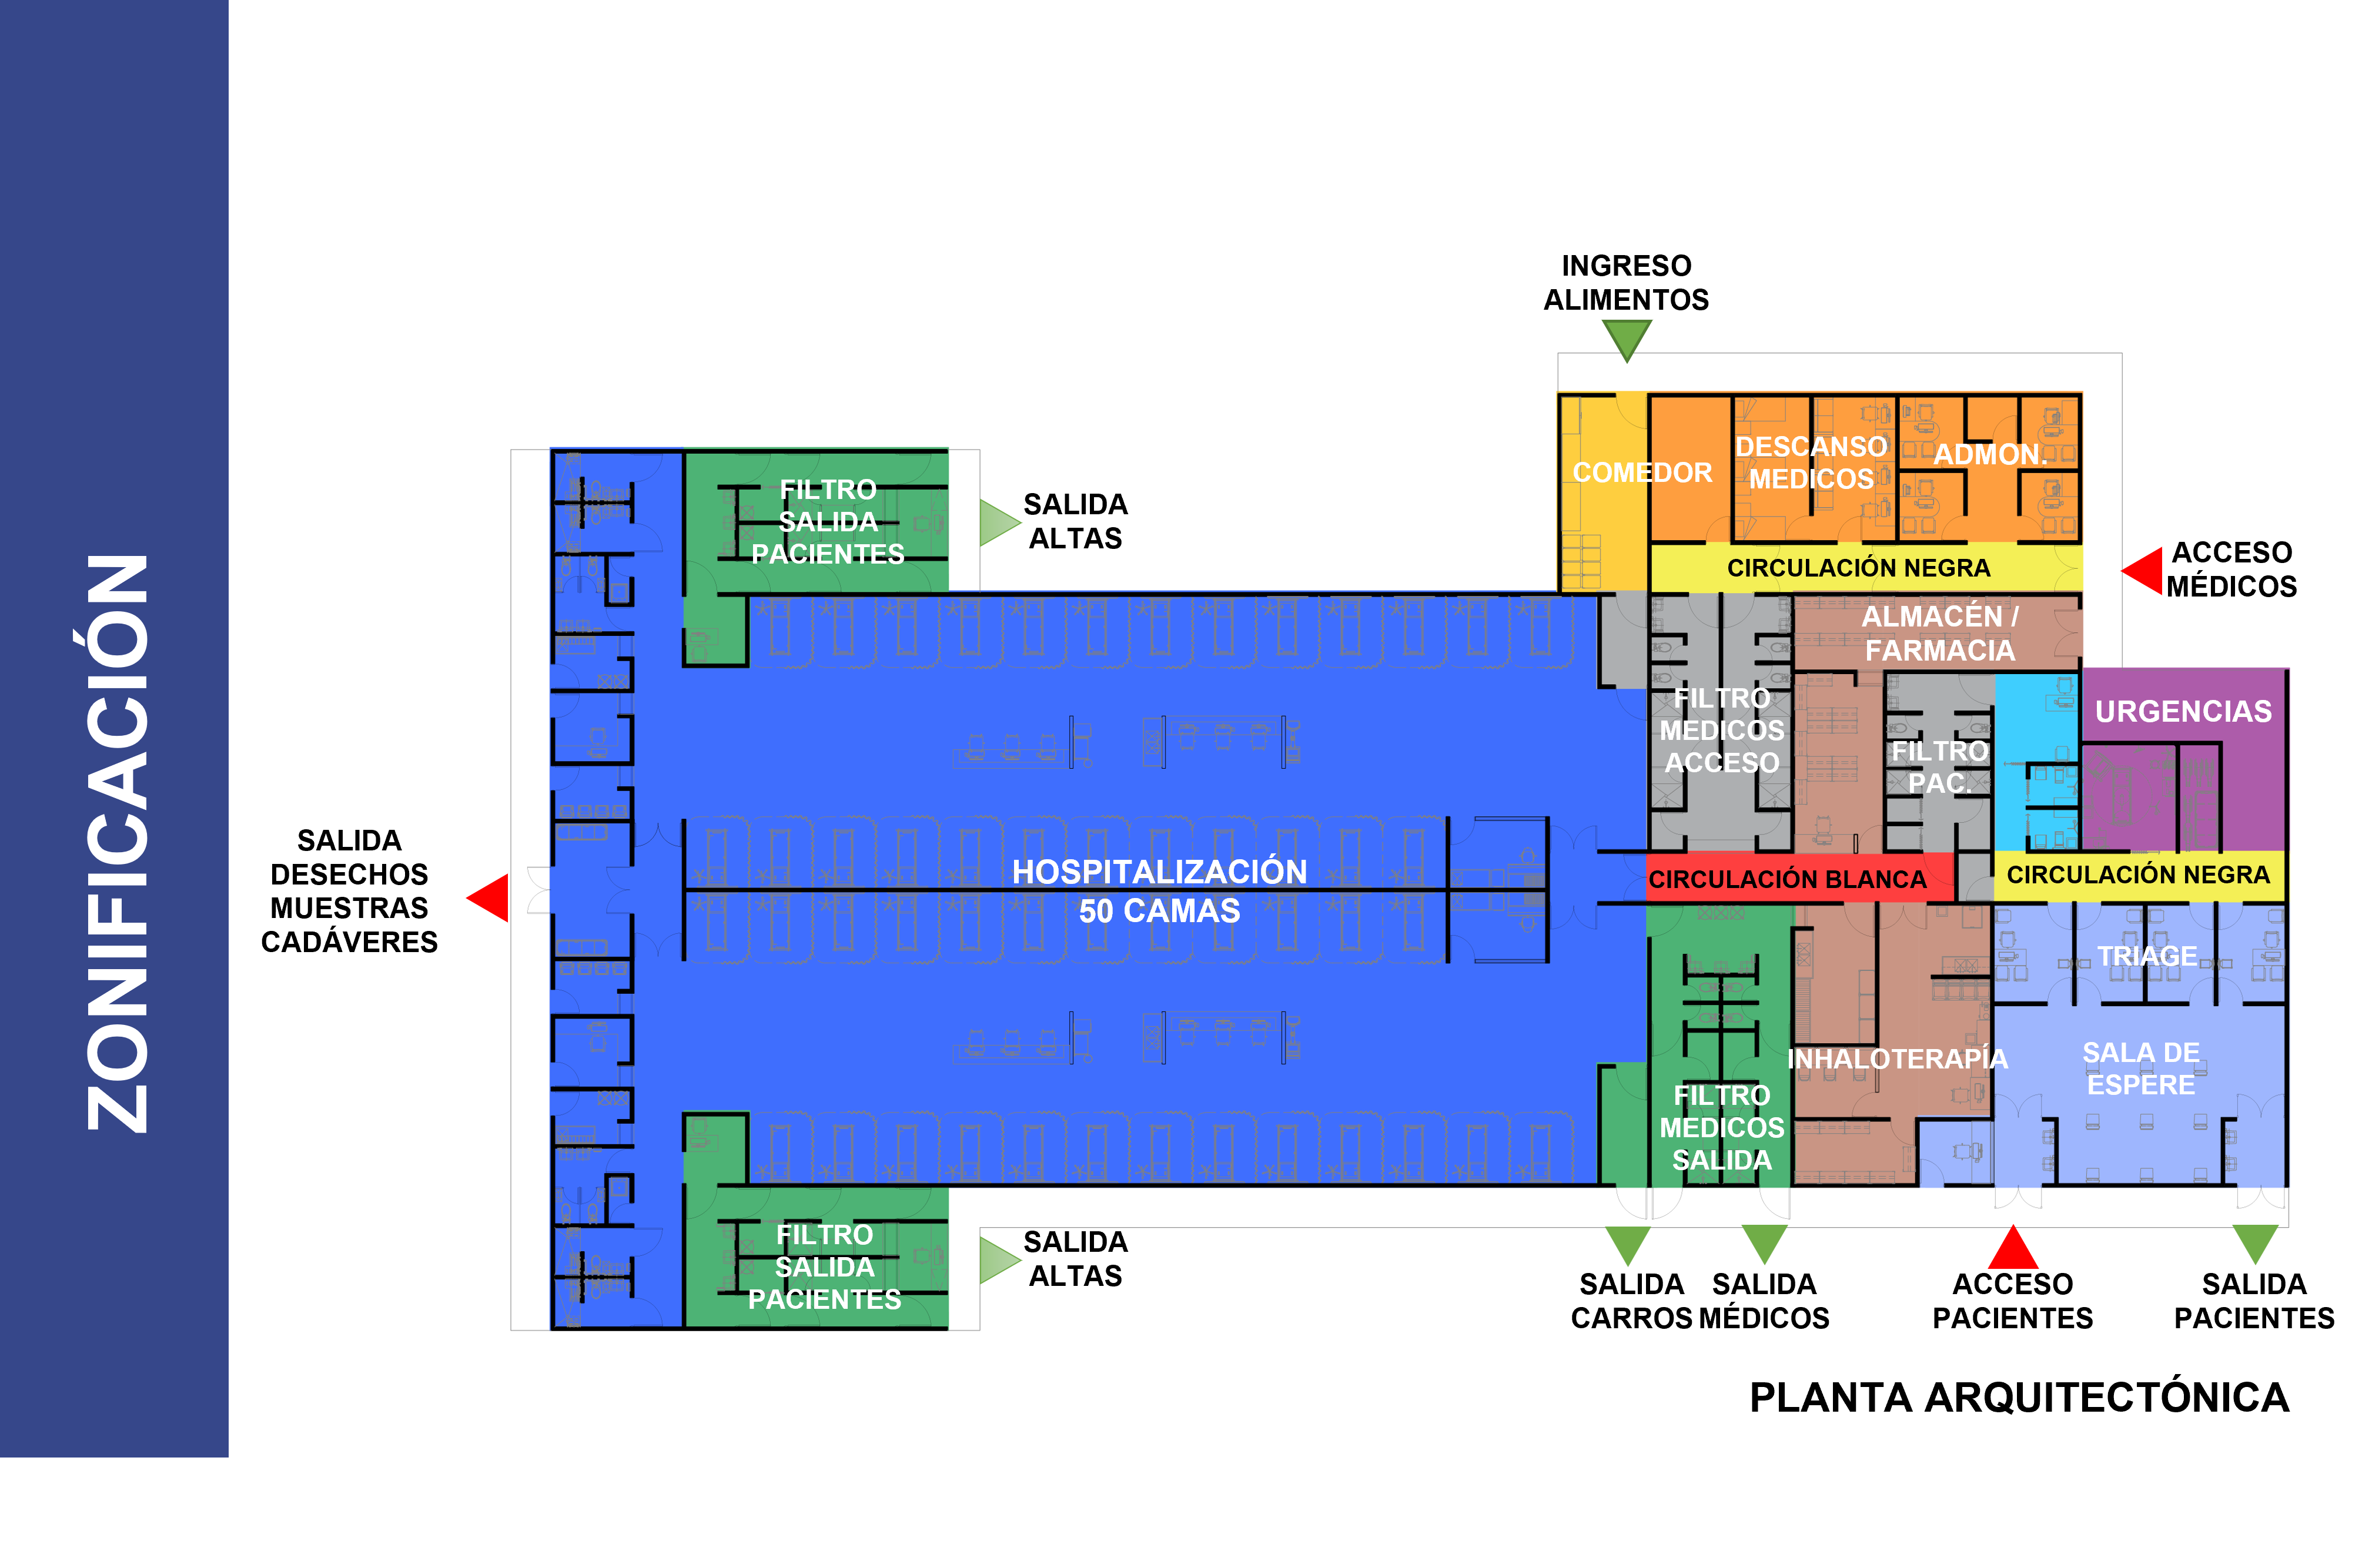 ZONIFICACIÓN
INGRESO
ALIMENTOS
COMEDOR
DESCANSO
MEDICOS
ADMON.
FILTRO
SALIDA
PACIENTES
SALIDA
ALTAS
CIRCULACIÓN NEGRA
ACCESO
MÉDICOS
ALMACÉN /
FARMACIA
FILTRO
MEDICOS
ACCESO
FILTRO
PAC.
URGENCIAS
SALIDA
DESECHOS
MUESTRAS
CADÁVERES
HOSPITALIZACIÓN
50 CAMAS
CIRCULACIÓN BLANCA
CIRCULACIÓN NEGRA
TRIAGE
INHALOTERAPÍA
SALA DE
ESPERE
FILTRO
MEDICOS
SALIDA
FILTRO
SALIDA
PACIENTES
SALIDA
ALTAS
SALIDA
CARROS
SALIDA
MÉDICOS
ACCESO
PACIENTES
SALIDA
PACIENTES
PLANTA ARQUITECTÓNICA